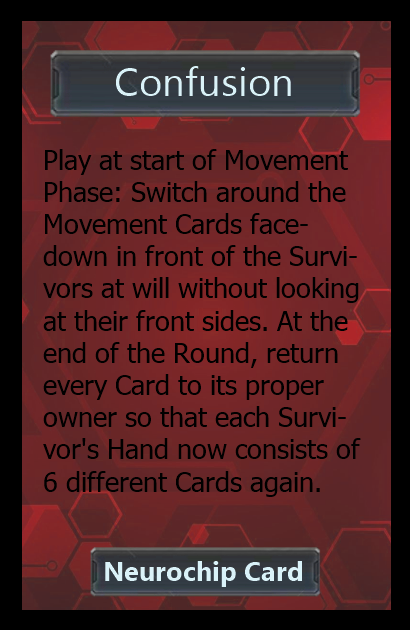 Confusion
Play at start of Movement
Phase: Switch around the
Movement Cards face-
down in front of the Survi-
vors at will without looking
at their front sides. At the
end of the Round, return
every Card to its proper
owner so that each Survi-
vor's Hand now consists of
6 different Cards again.
Neurochip Card